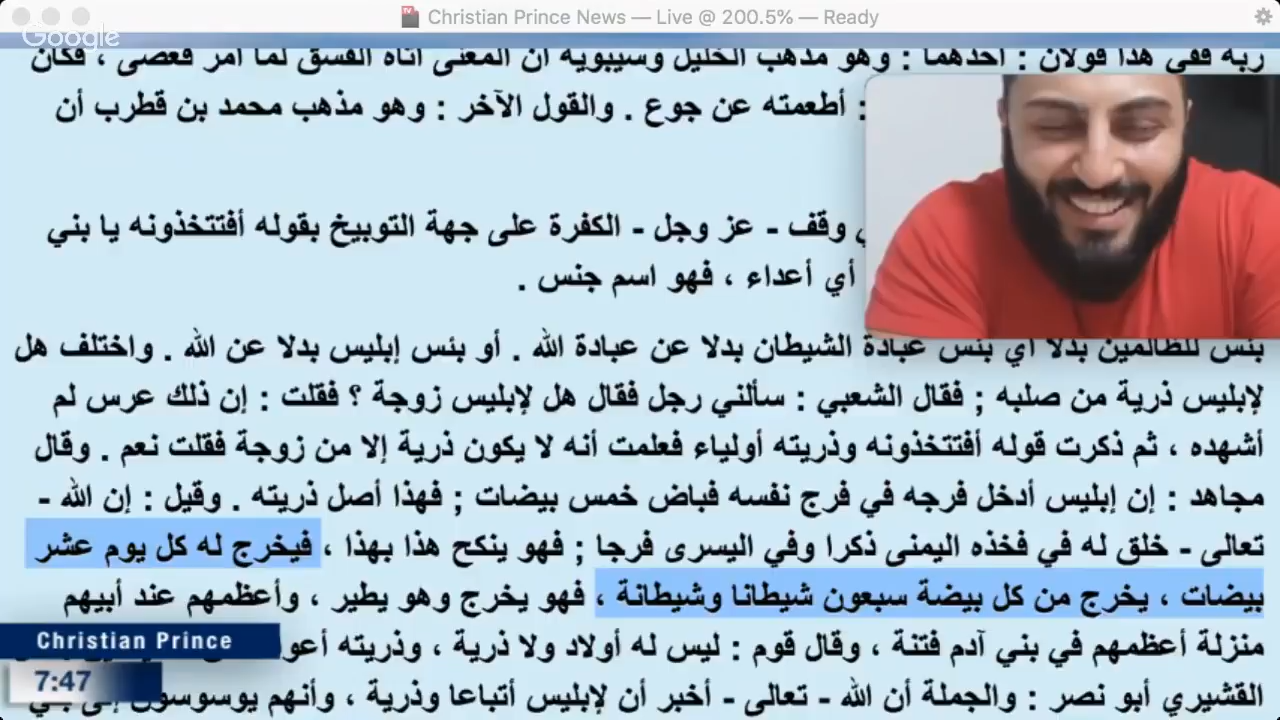 Christian Prince News — Live @ 200.5% — Ready
Google
ربه ففي هذا قولان : أحدهما : وهو مذهب الخليل وسيبويه أن المعنى أتاه الفسق لما أمر فعصى ، فكان
: أطعمته عن جوع . والقول الآخر : وهو مذهب محمد بن قطرب أن
وقف - عز وجل - الكفرة على جهة التوبيخ بقوله أفتتخذونه يا بني
أي أعداء ، فهو اسم جنس .
بئس للظالمين بدلا أي بئس عبادة الشيطان بدلا عن عبادة الله . أو بئس إبليس بدلا عن الله . واختلف هل
لإبليس ذرية من صلبه ; فقال الشعبي : سألني رجل فقال هل لإبليس زوجة ؟ فقلت : إن ذلك عرس لم
أشهده ، ثم ذكرت قوله أفتتخذونه وذريته أولياء فعلمت أنه لا يكون ذرية إلا من زوجة فقلت نعم . وقال
مجاهد : إن إبليس أدخل فرجه في فرج نفسه فباض خمس بيضات ; فهذا أصل ذريته . وقيل : إن الله -
تعالى - خلق له في فخذه اليمنى ذكرا وفي اليسرى فرجا ; فهو ينكح هذا بهذا ، فيخرج له كل يوم عشر
بيضات ، يخرج من كل بيضة سبعون شيطانا وشيطانة ، فهو يخرج وهو يطير ، وأعظمهم عند أبيهم
منزلة أعظمهم في بني آدم فتنة ، وقال قوم : ليس له أولاد ولا ذرية ، وذريته
القشيري أبو نصر : والجملة أن الله - تعالى - أخبر أن لإبليس أتباعا وذرية ، وأنهم يوسوسون إلى بني
Christian Prince
7:47